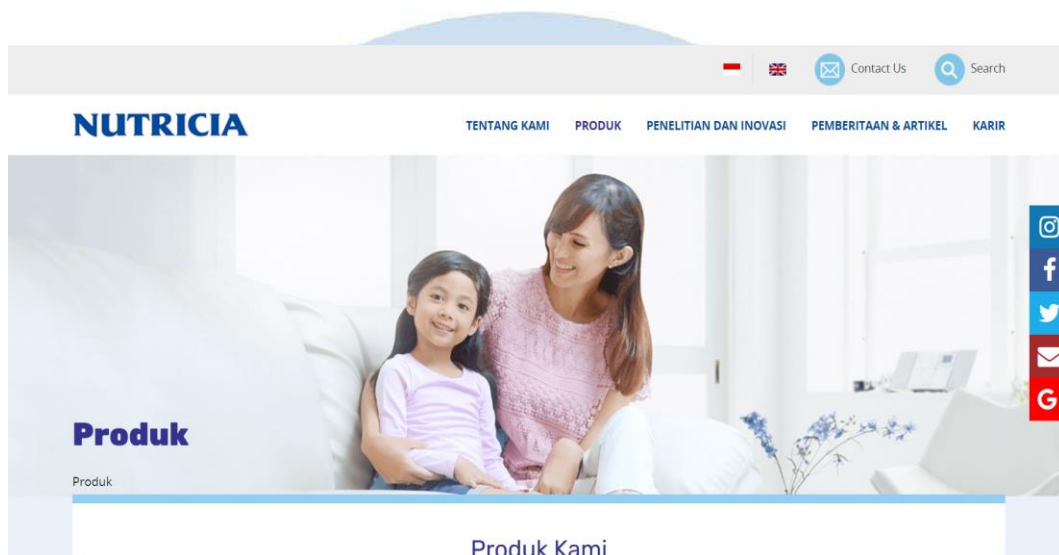 Contact Us
Search
NUTRICIA
TENTANG KAMI PRODUK PENELITIAN DAN INOVASI PEMBERITAAN & ARTIKEL KARIR
Produk
Produk
Produk Kami